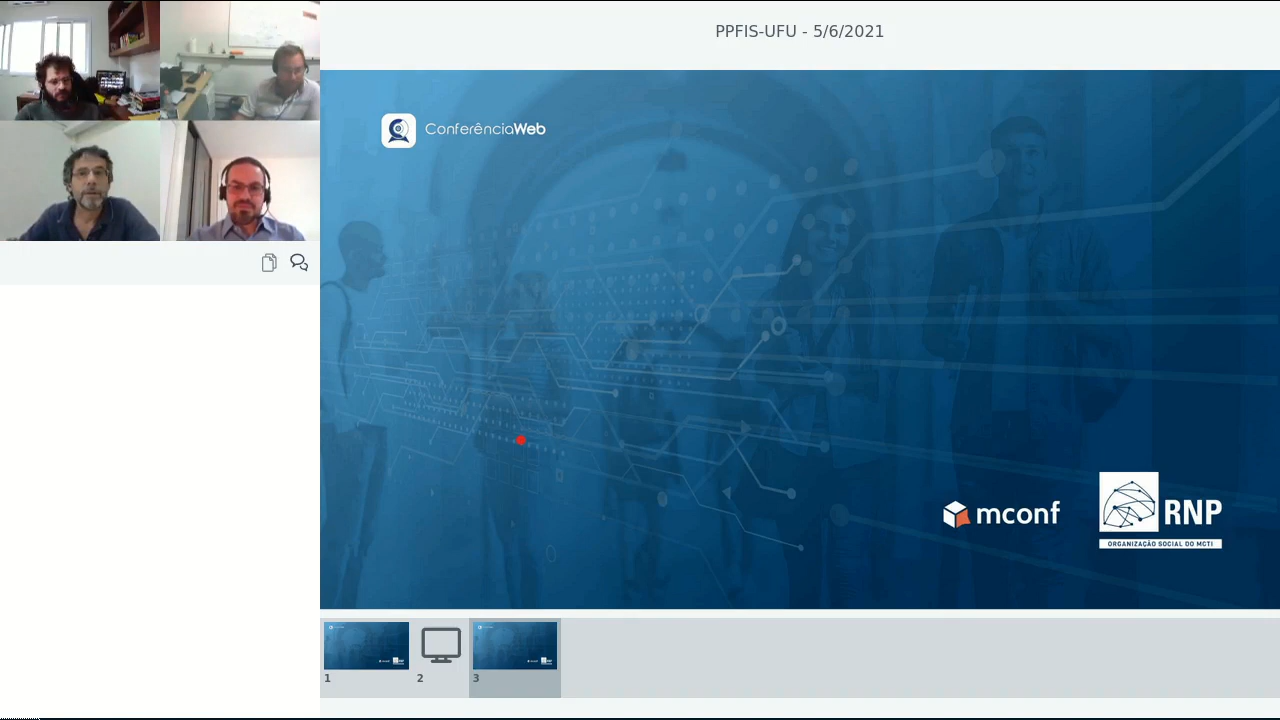 PPFIS-UFU - 5/6/2021
ConferênciaWeb
mconf
RNP
ORGANIZAÇÃO SOCIAL DO MCTI
1
2
3